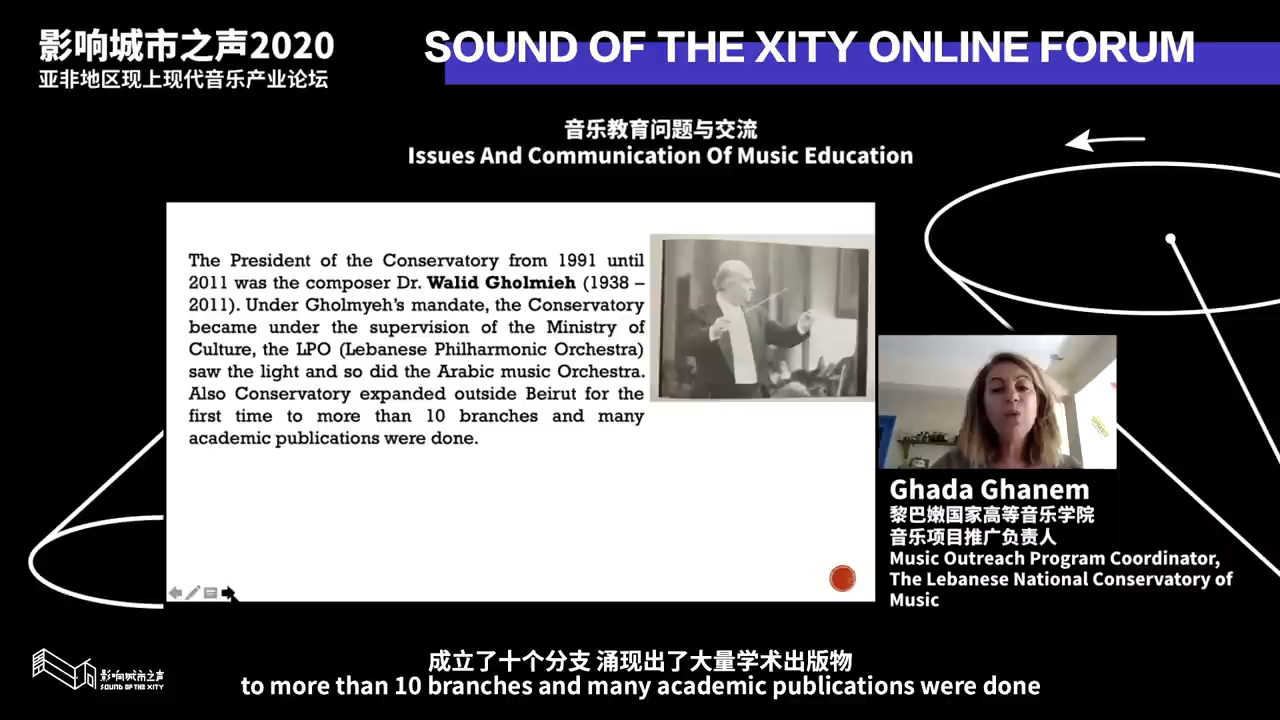 影响城市之声2020
亚非地区现上现代音乐产业论坛
SOUND OF THE XITY ONLINE FORUM
音乐教育问题与交流
Issues And Communication Of Music Education
The President of the Conservatory from 1991 until
2011 was the composer Dr. Walid Gholmieh (1938 –
2011). Under Gholmyeh's mandate, the Conservatory
became under the supervision of the Ministry of
Culture, the LPO (Lebanese Philharmonic Orchestra)
saw the light and so did the Arabic music Orchestra.
Also Conservatory expanded outside Beirut for the
first time to more than 10 branches and many
academic publications were done.
Ghada Ghanem
黎巴嫩国家高等音乐学院
音乐项目推广负责人
Music Outreach Program Coordinator,
The Lebanese National Conservatory of
Music
影响城市之声
SOUND OF THE XITY
成立了十个分支 涌现出了大量学术出版物
to more than 10 branches and many academic publications were done